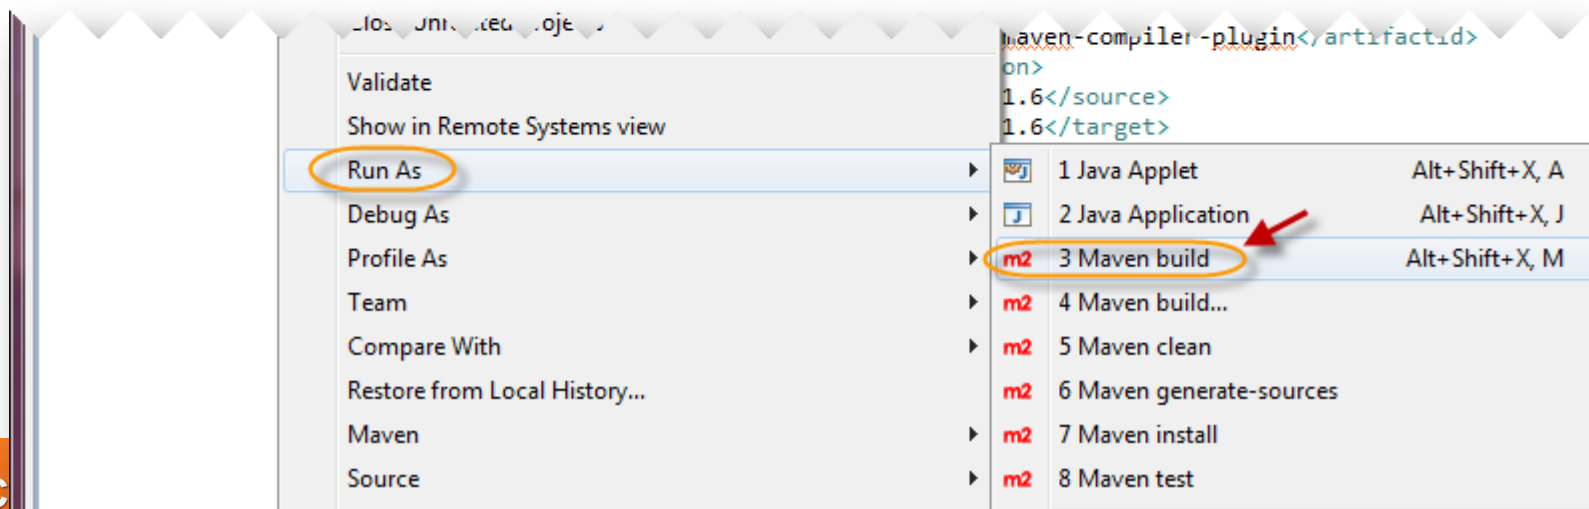 maven-compiler-plugin</artifactId>
on>
1.6</source>
1.6</target>
Validate
Show in Remote Systems view
Run As
Debug As
Profile As
Team
Compare With
Restore from Local History...
Maven
Source
1 Java Applet Alt+Shift+X, A
2 Java Application Alt+Shift+X, J
m2 3 Maven build Alt+Shift+X, M
m2 4 Maven build...
m2 5 Maven clean
m2 6 Maven generate-sources
m2 7 Maven install
m2 8 Maven test